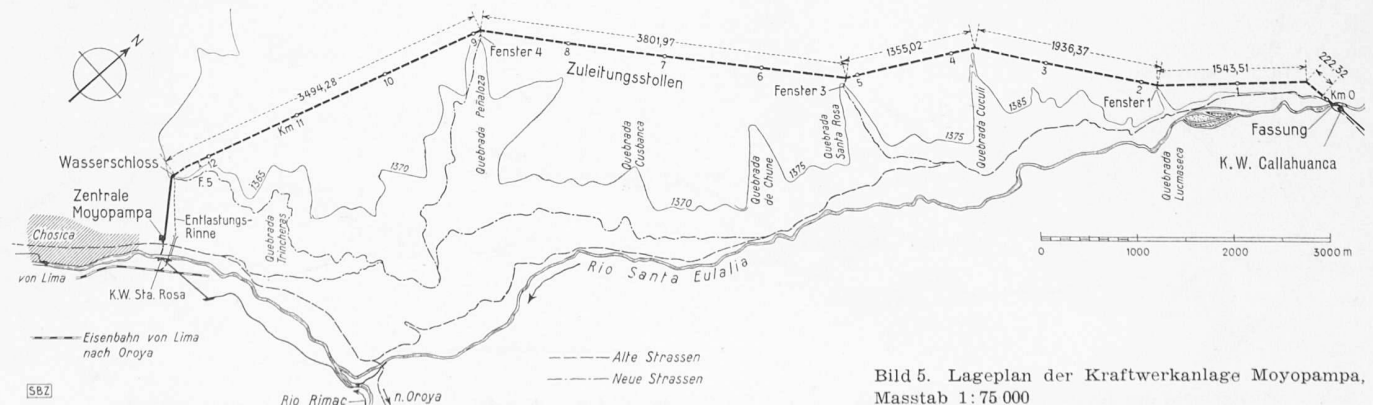 N
3494,28
3801,97
1355,02
1936,37
1543,51
222,32
Km 0
1
2
3
4
5
6
7
8
9
10
Km 11
12
Zuleitungsstollen
Fenster 4
Fenster 3
Fenster 1
F. 5
Fassung
K.W. Callahuanca
Wasserschloss
Zentrale
Moyopampa
Entlastungs-
Rinne
Chosica
von Lima
K.W. Sta. Rosa
Quebrada
Trincheras
Quebrada Peñaloza
Quebrada
Cusbanca
Quebrada
de Chune
Quebrada
Santa Rosa
Quebrada Cuculi
Quebrada
Lucmaseca
1365
1370
1370
1375
1375
1385
Rio Santa Eulalia
Rio Rimac
n. Oroya
0 1000 2000 3000 m
Eisenbahn von Lima
nach Oroya
Alte Strassen
Neue Strassen
SBZ
Bild 5. Lageplan der Kraftwerkanlage Moyopampa,
Masstab 1: 75 000